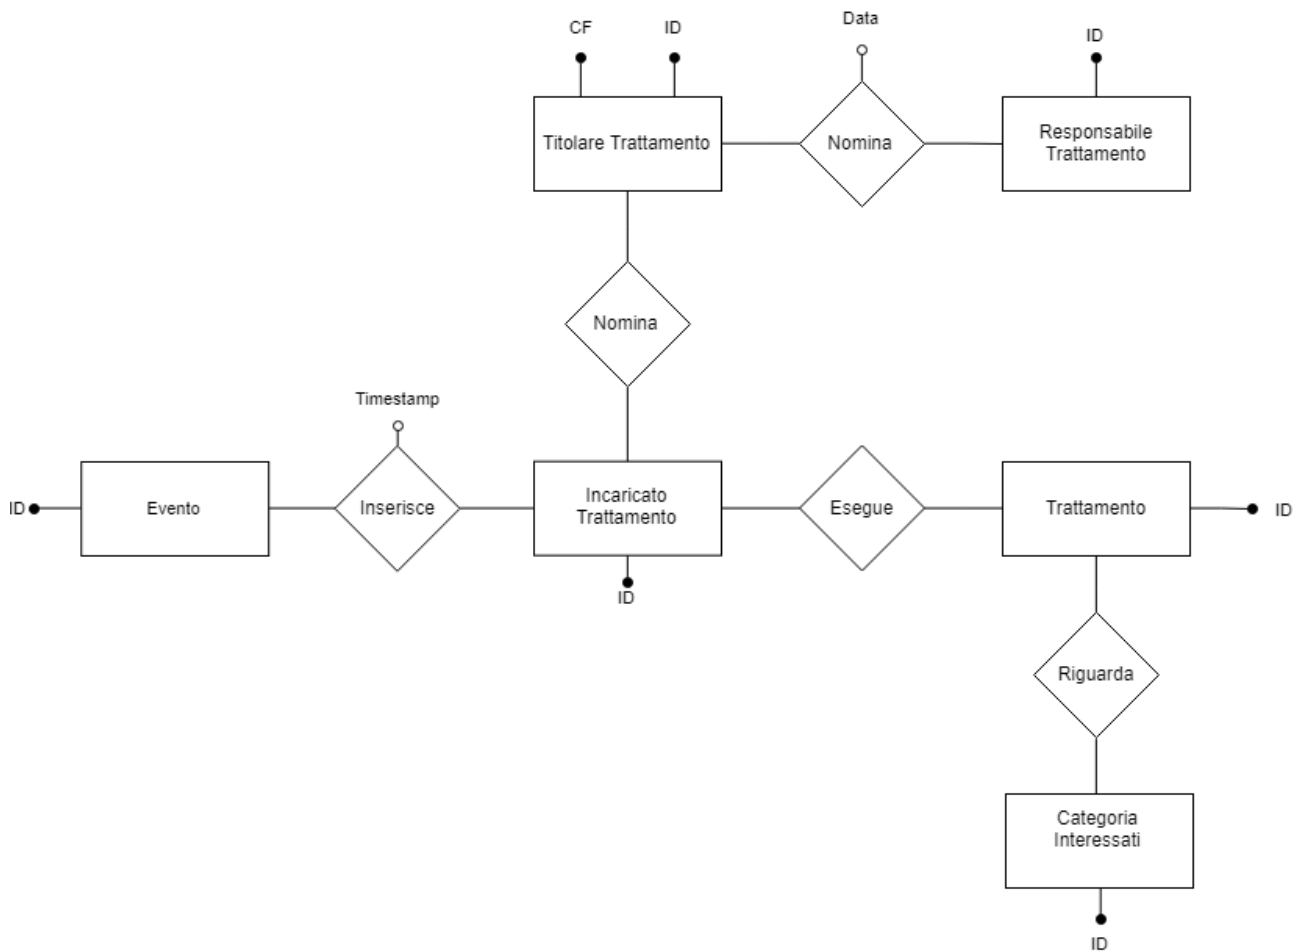 CF
ID
Data
ID
Titolare Trattamento
Nomina
Responsabile
Trattamento
Nomina
Timestamp
ID
Evento
Inserisce
Incaricato
Trattamento
Esegue
Trattamento
ID
ID
Riguarda
Categoria
Interessati
ID